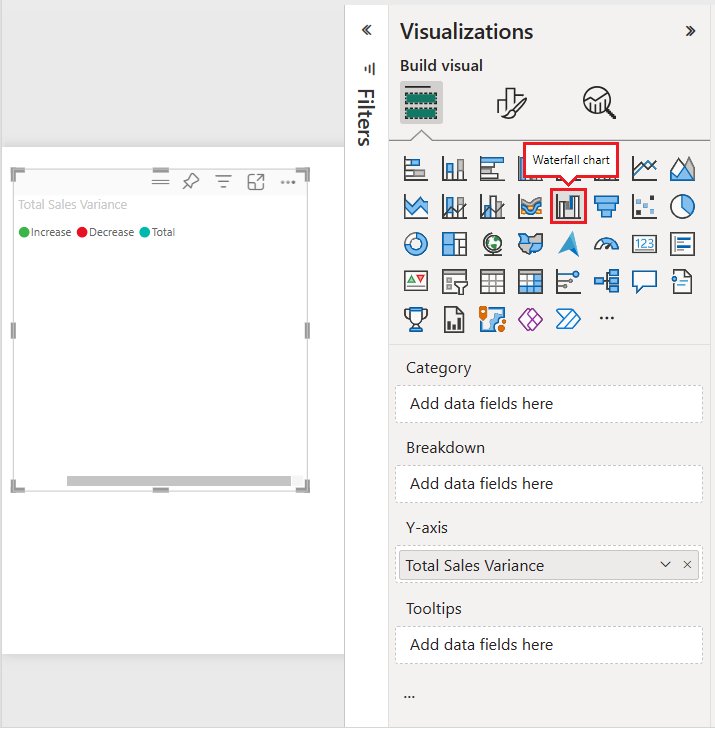 Visualizations
Build visual
Filters
Waterfall chart
Total Sales Variance
Increase Decrease Total
123
Category
Add data fields here
Breakdown
Add data fields here
Y-axis
Total Sales Variance
Tooltips
Add data fields here
...